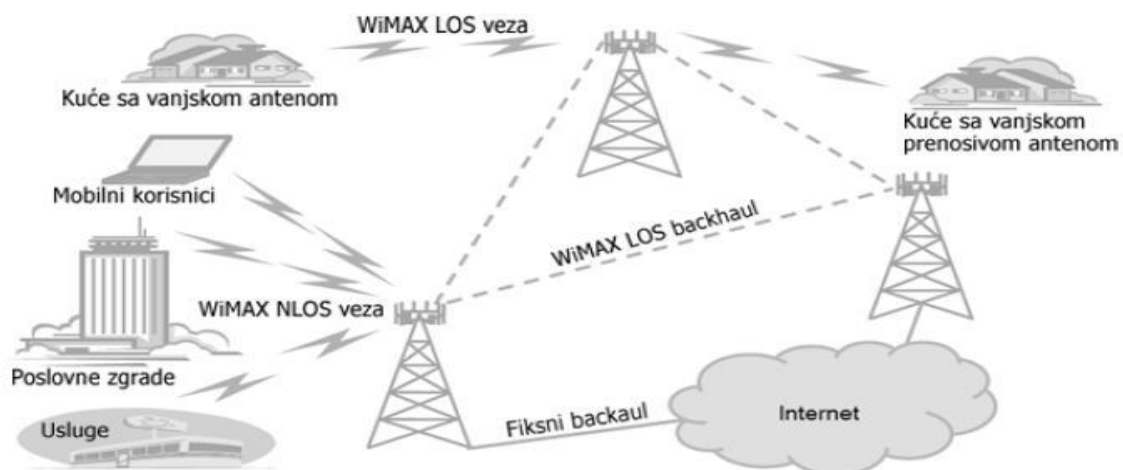 WiMAX LOS veza
Kuće sa vanjskom antenom
Kuće sa vanjskom
prenosivom antenom
Mobilni korisnici
WiMAX LOS backhaul
WiMAX NLOS veza
Poslovne zgrade
Usluge
Fiksni backaul
Internet